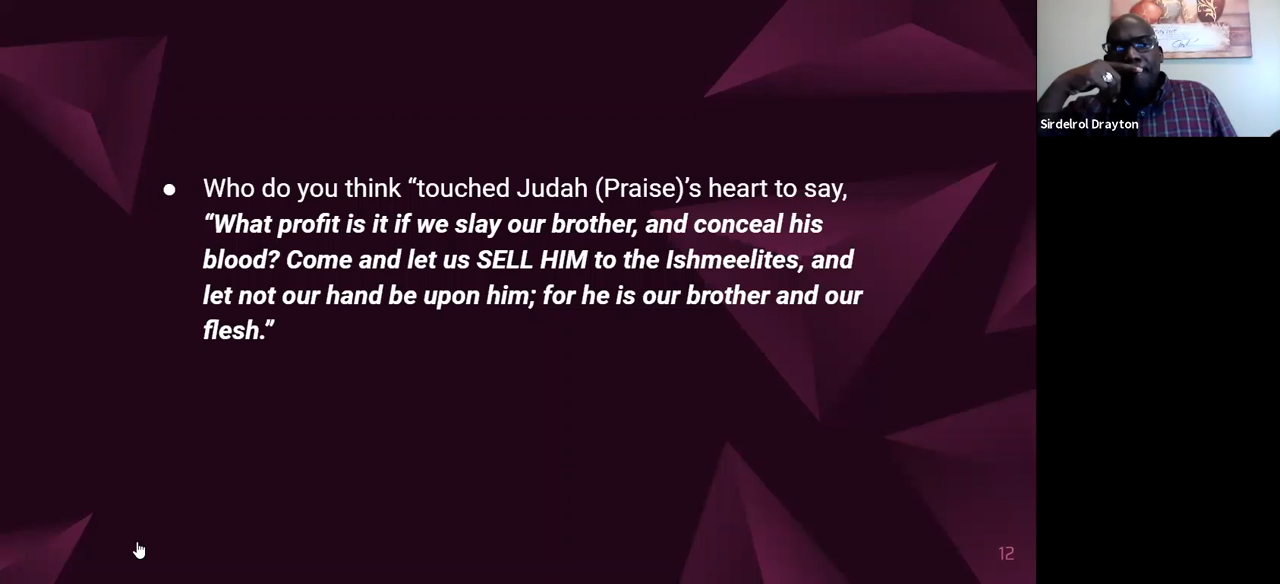 Who do you think “touched Judah (Praise)’s heart to say,
“What profit is it if we slay our brother, and conceal his
blood? Come and let us SELL HIM to the Ishmeelites, and
let not our hand be upon him; for he is our brother and our
flesh.”
12
Sirdelrol Drayton